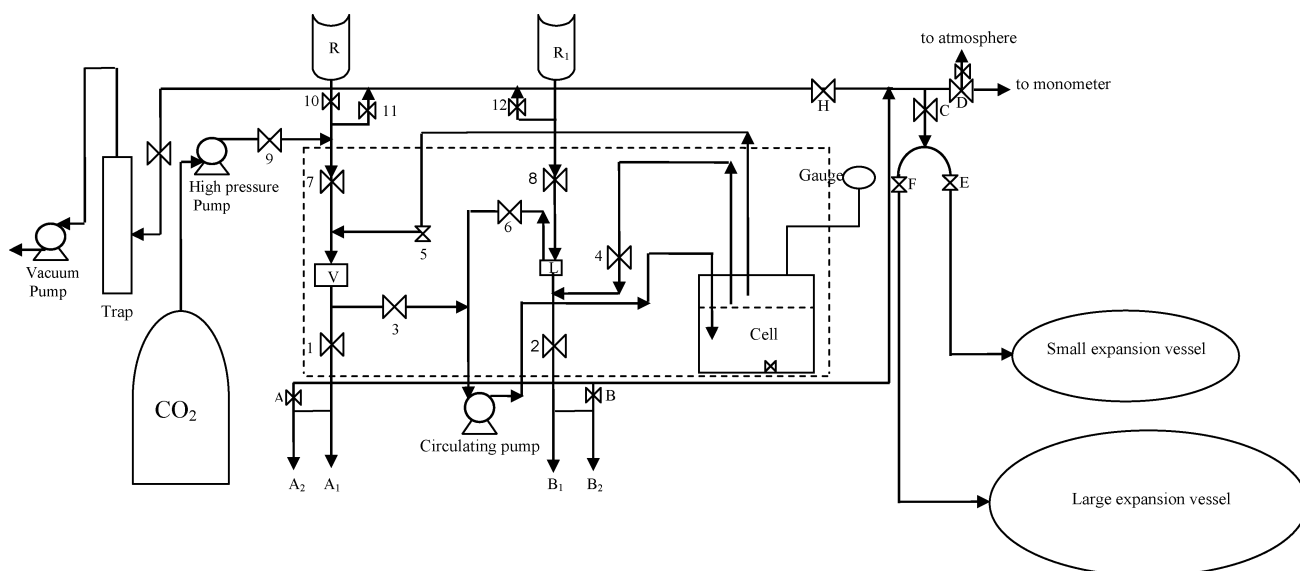 to atmosphere
R
R1
to monometer
10
11
12
H
D
C
9
High pressure
Pump
7
8
Gauge
F
E
6
5
4
Vacuum
Pump
V
L
Trap
3
1
2
Cell
Small expansion vessel
A
B
CO2
Circulating pump
A2
A1
B1
B2
Large expansion vessel